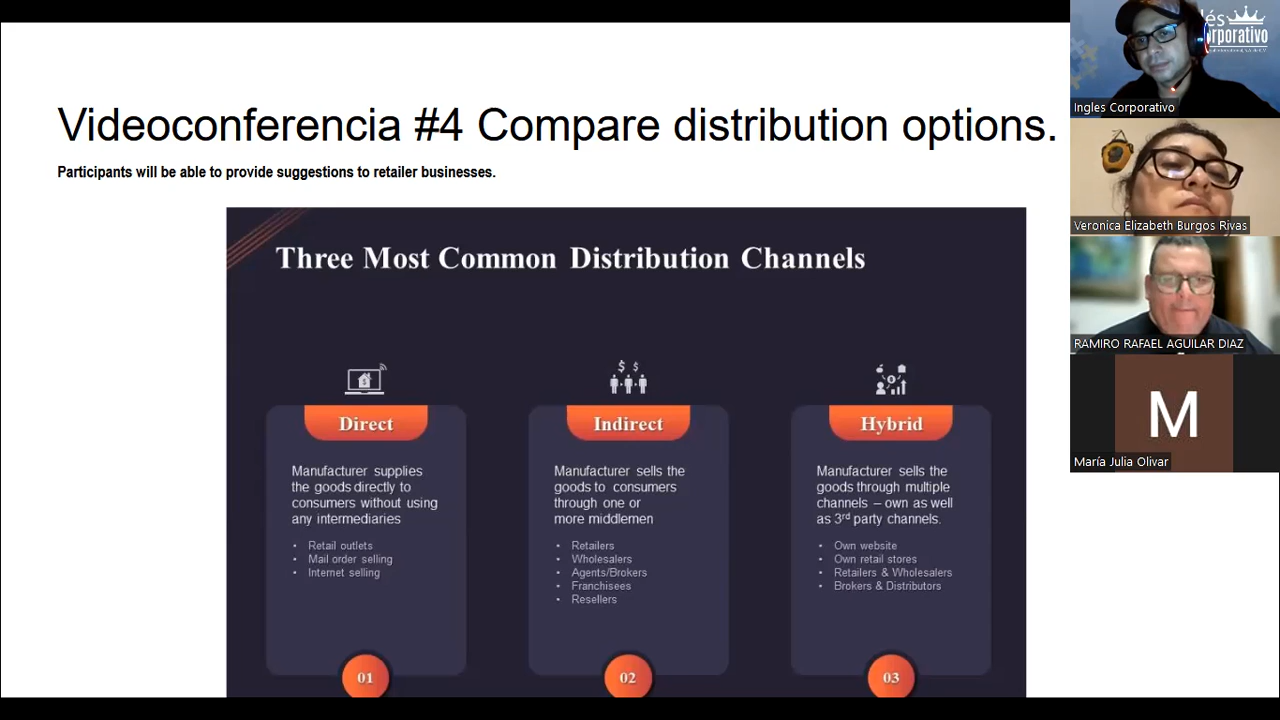 Videoconferencia #4 Compare distribution options.
Participants will be able to provide suggestions to retailer businesses.
Three Most Common Distribution Channels
Direct
Manufacturer supplies
the goods directly to
consumers without using
any intermediaries
• Retail outlets
• Mail order selling
• Internet selling
01
Indirect
Manufacturer sells the
goods to consumers
through one or
more middlemen
• Retailers
• Wholesalers
• Agents/Brokers
• Franchisees
• Resellers
02
Hybrid
Manufacturer sells the
goods through multiple
channels – own as well
as 3rd party channels.
• Own website
• Own retail stores
• Retailers & Wholesalers
• Brokers & Distributors
03
Ingles Corporativo
Veronica Elizabeth Burgos Rivas
RAMIRO RAFAEL AGUILAR DIAZ
M
María Julia Olivar